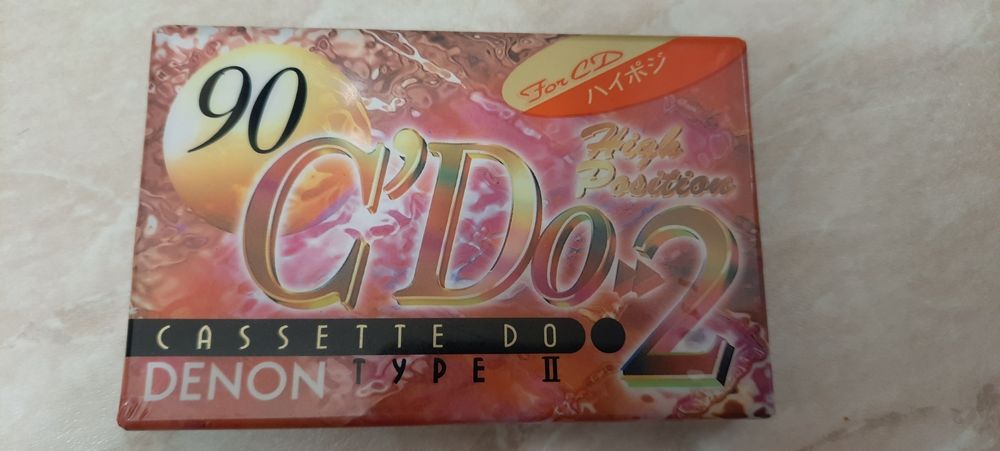 90
For CD
ハイポジ
High
Position
C'Do▸▸2
CASSETTE DO
DENON TYPE II